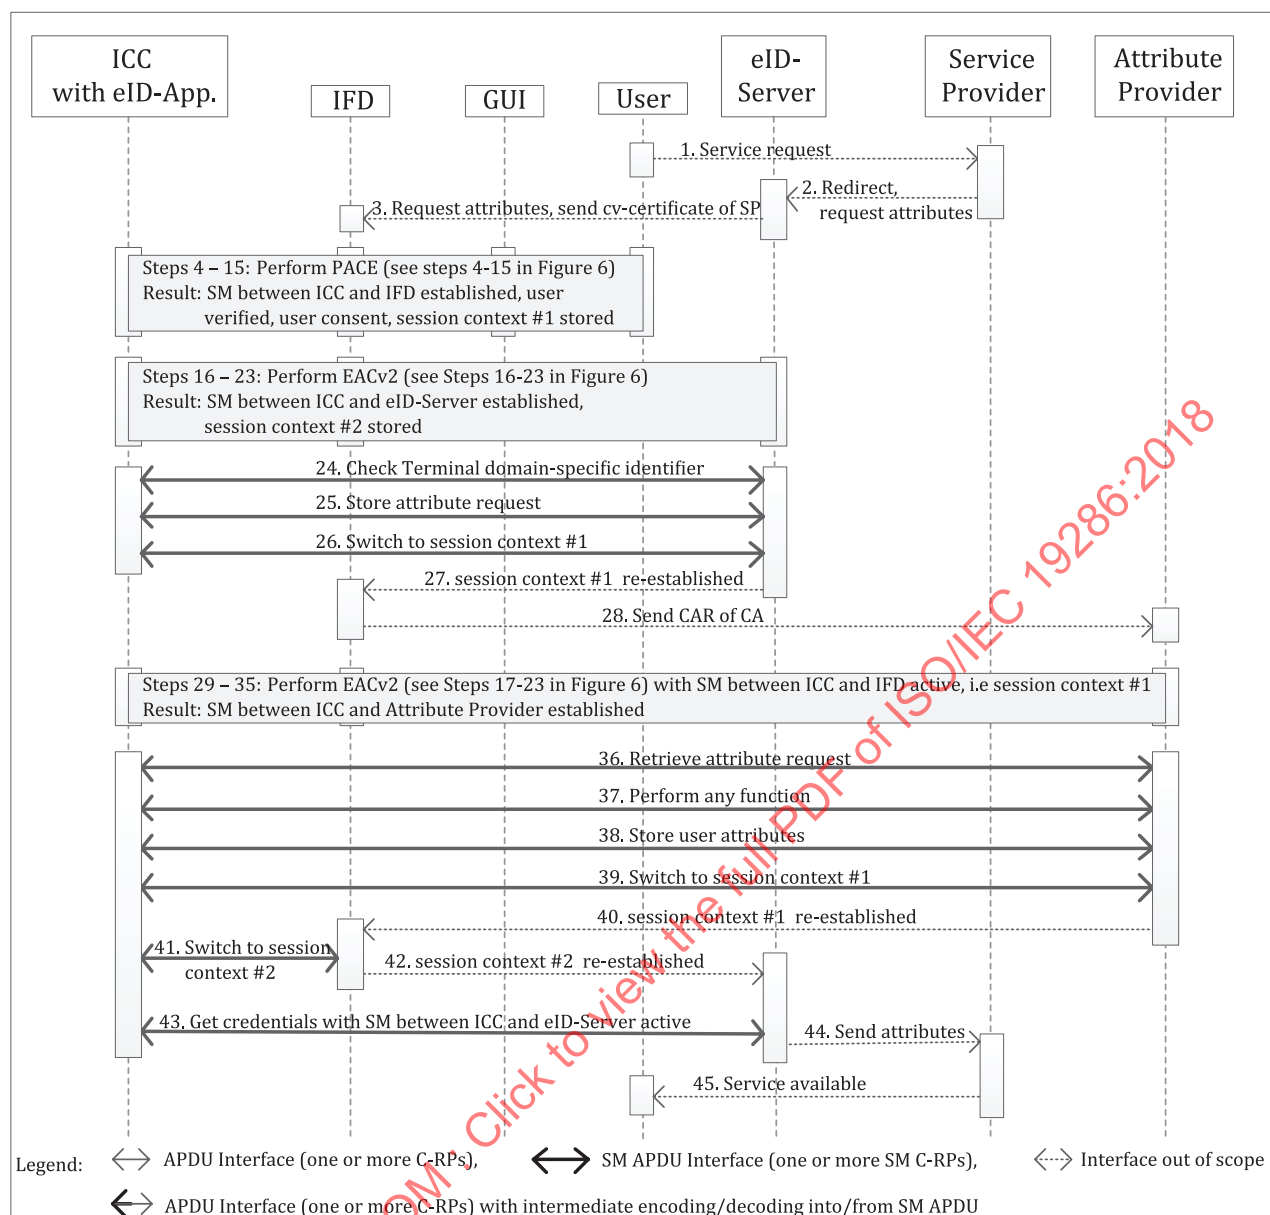 ICC
with eID-App.
IFD
GUI
User
eID-
Server
Service
Provider
Attribute
Provider
1. Service request
2. Redirect,
request attributes
3. Request attributes, send cv-certificate of SP
Steps 4 – 15: Perform PACE (see steps 4-15 in Figure 6)
Result: SM between ICC and IFD established, user
verified, user consent, session context #1 stored
Steps 16 – 23: Perform EACv2 (see Steps 16-23 in Figure 6)
Result: SM between ICC and eID-Server established,
session context #2 stored
24. Check Terminal domain-specific identifier
25. Store attribute request
26. Switch to session context #1
27. session context #1 re-established
28. Send CAR of CA
Steps 29 – 35: Perform EACv2 (see Steps 17-23 in Figure 6) with SM between ICC and IFD active, i.e session context #1
Result: SM between ICC and Attribute Provider established
36. Retrieve attribute request
37. Perform any function
38. Store user attributes
39. Switch to session context #1
40. session context #1 re-established
41. Switch to session
context #2
42. session context #2 re-established
43. Get credentials with SM between ICC and eID-Server active
44. Send attributes
45. Service available
Legend:
APDU Interface (one or more C-RPs),
SM APDU Interface (one or more SM C-RPs),
Interface out of scope
APDU Interface (one or more C-RPs) with intermediate encoding/decoding into/from SM APDU
OM : Click to view the full PDF of ISO/IEC 19286:2018